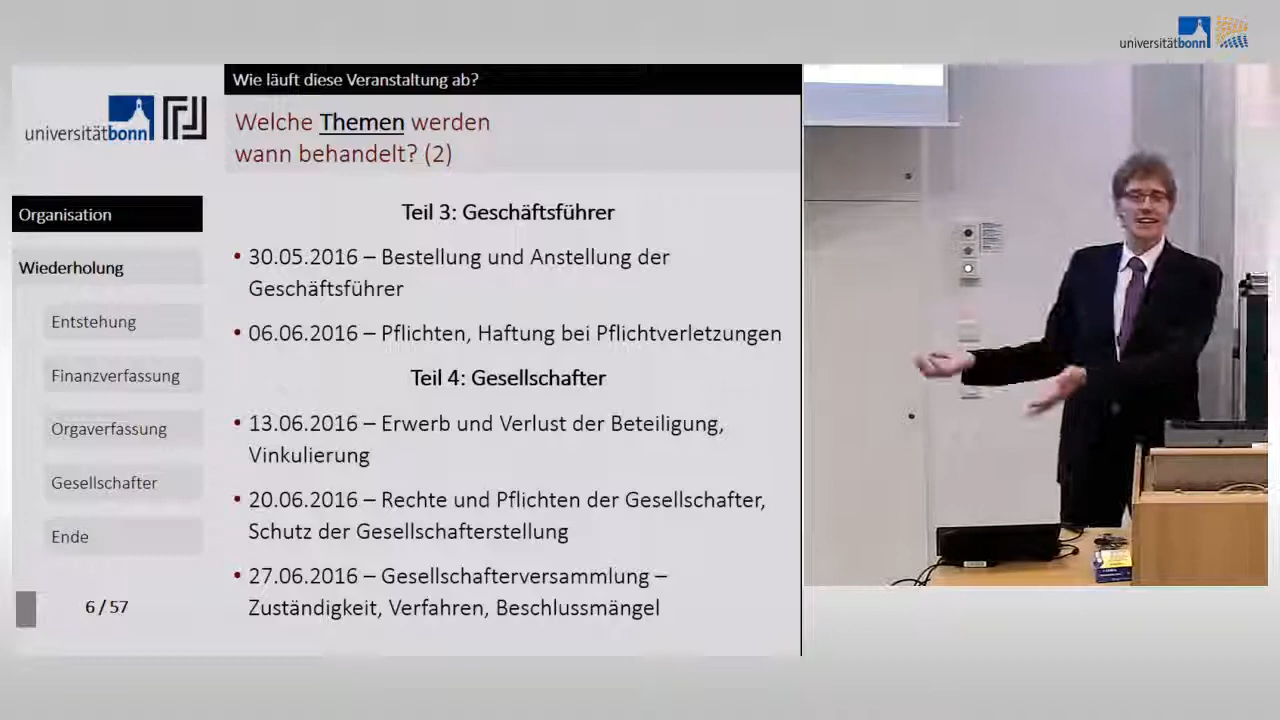 universitätbonn
Wie läuft diese Veranstaltung ab?
universitätbonn
Welche Themen werden
wann behandelt? (2)
Organisation
Wiederholung
Entstehung
Finanzverfassung
Orgaverfassung
Gesellschafter
Ende
6 / 57
Teil 3: Geschäftsführer
• 30.05.2016 – Bestellung und Anstellung der
Geschäftsführer
• 06.06.2016 – Pflichten, Haftung bei Pflichtverletzungen
Teil 4: Gesellschafter
• 13.06.2016 – Erwerb und Verlust der Beteiligung,
Vinkulierung
• 20.06.2016 – Rechte und Pflichten der Gesellschafter,
Schutz der Gesellschafterstellung
• 27.06.2016 – Gesellschafterversammlung –
Zuständigkeit, Verfahren, Beschlussmängel